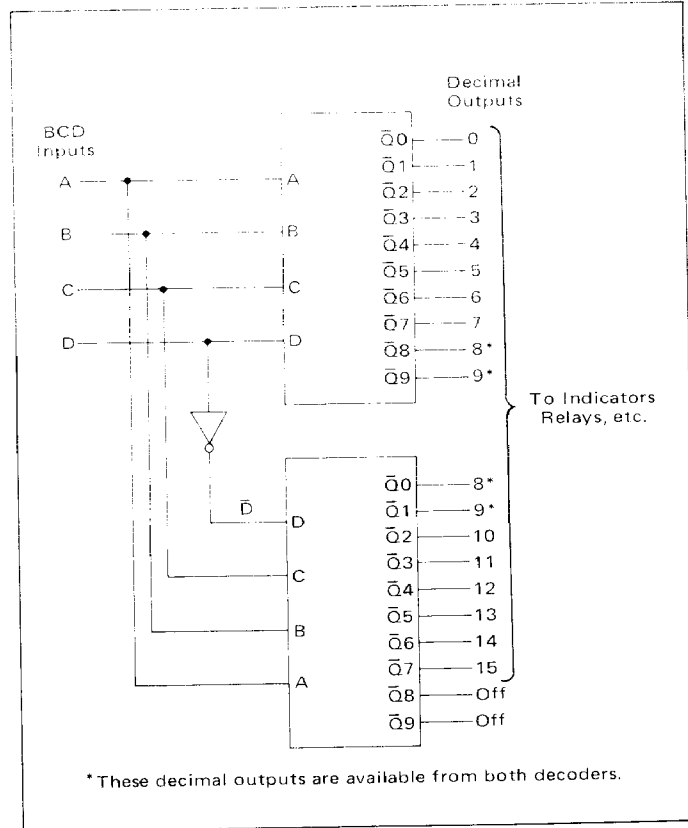 Decimal
Outputs
BCD
Inputs
A
B
C
D
A
B
C
D
Q̅0 0
Q̅1 1
Q̅2 2
Q̅3 3
Q̅4 4
Q̅5 5
Q̅6 6
Q̅7 7
Q̅8 8*
Q̅9 9*
To Indicators
Relays, etc.
D̅
D
C
B
A
Q̅0 8*
Q̅1 9*
Q̅2 10
Q̅3 11
Q̅4 12
Q̅5 13
Q̅6 14
Q̅7 15
Q̅8 Off
Q̅9 Off
*These decimal outputs are available from both decoders.